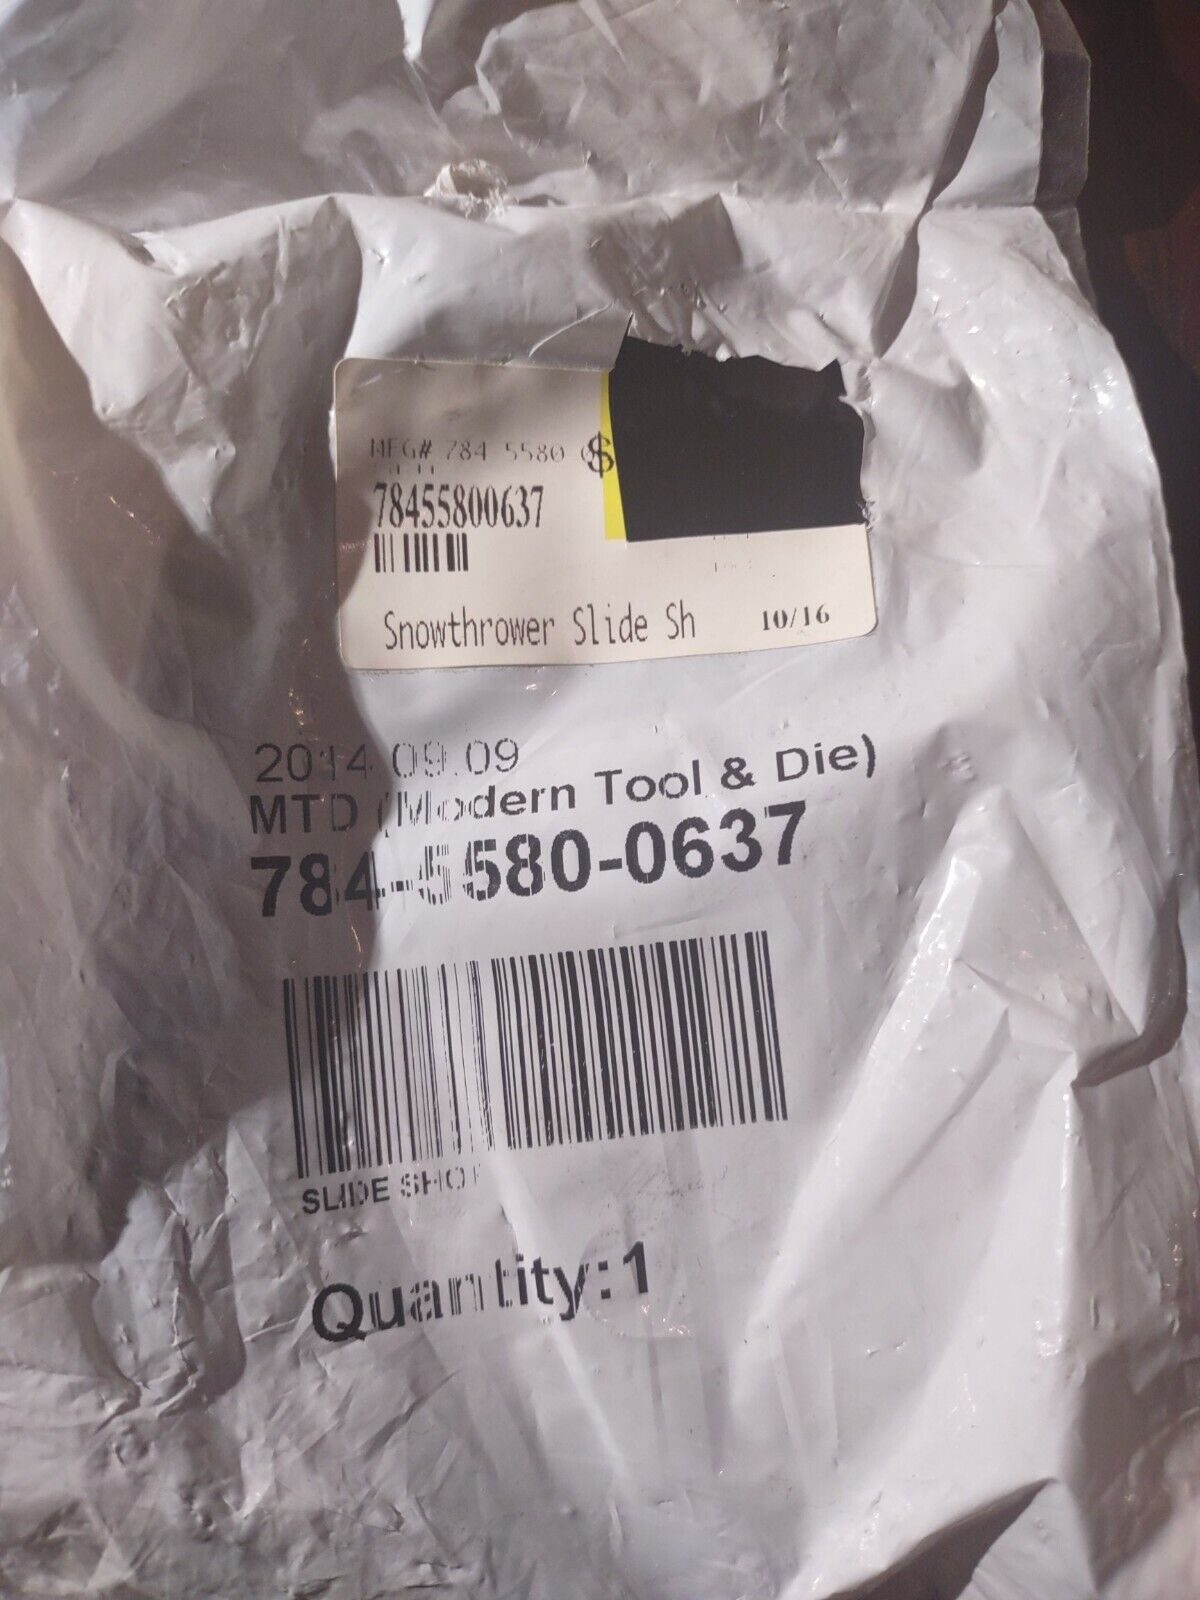 MFG# 784 5580 0
$
78455800637
Snowthrower Slide Sh 10/16
2014.09.09
MTD (Modern Tool & Die)
784-5580-0637
SLIDE SHOE
Quantity:1